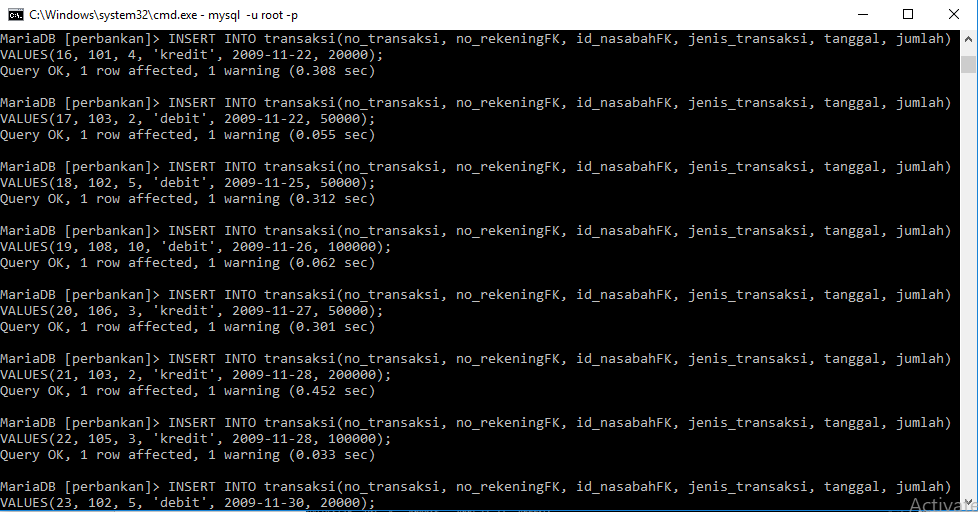 C:\Windows\system32\cmd.exe - mysql  -u root -p
MariaDB [perbankan]> INSERT INTO transaksi(no_transaksi, no_rekeningFK, id_nasabahFK, jenis_transaksi, tanggal, jumlah)
VALUES(16, 101, 4, 'kredit', 2009-11-22, 20000);
Query OK, 1 row affected, 1 warning (0.308 sec)
MariaDB [perbankan]> INSERT INTO transaksi(no_transaksi, no_rekeningFK, id_nasabahFK, jenis_transaksi, tanggal, jumlah)
VALUES(17, 103, 2, 'debit', 2009-11-22, 50000);
Query OK, 1 row affected, 1 warning (0.055 sec)
MariaDB [perbankan]> INSERT INTO transaksi(no_transaksi, no_rekeningFK, id_nasabahFK, jenis_transaksi, tanggal, jumlah)
VALUES(18, 102, 5, 'debit', 2009-11-25, 50000);
Query OK, 1 row affected, 1 warning (0.312 sec)
MariaDB [perbankan]> INSERT INTO transaksi(no_transaksi, no_rekeningFK, id_nasabahFK, jenis_transaksi, tanggal, jumlah)
VALUES(19, 108, 10, 'debit', 2009-11-26, 100000);
Query OK, 1 row affected, 1 warning (0.062 sec)
MariaDB [perbankan]> INSERT INTO transaksi(no_transaksi, no_rekeningFK, id_nasabahFK, jenis_transaksi, tanggal, jumlah)
VALUES(20, 106, 3, 'kredit', 2009-11-27, 50000);
Query OK, 1 row affected, 1 warning (0.301 sec)
MariaDB [perbankan]> INSERT INTO transaksi(no_transaksi, no_rekeningFK, id_nasabahFK, jenis_transaksi, tanggal, jumlah)
VALUES(21, 103, 2, 'kredit', 2009-11-28, 200000);
Query OK, 1 row affected, 1 warning (0.452 sec)
MariaDB [perbankan]> INSERT INTO transaksi(no_transaksi, no_rekeningFK, id_nasabahFK, jenis_transaksi, tanggal, jumlah)
VALUES(22, 105, 3, 'kredit', 2009-11-28, 100000);
Query OK, 1 row affected, 1 warning (0.033 sec)
MariaDB [perbankan]> INSERT INTO transaksi(no_transaksi, no_rekeningFK, id_nasabahFK, jenis_transaksi, tanggal, jumlah)
VALUES(23, 102, 5, 'debit', 2009-11-30, 20000);